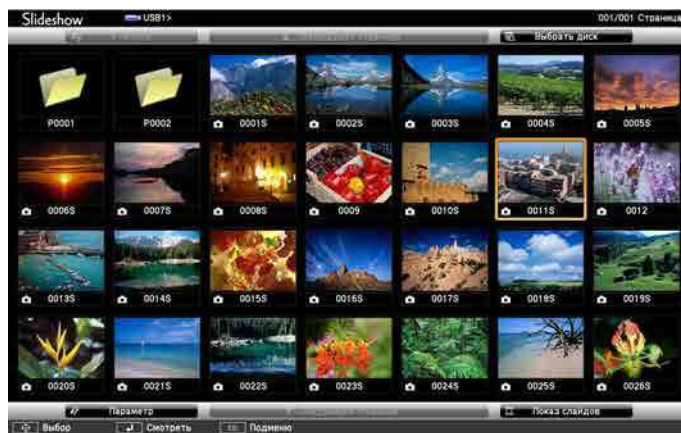 Slideshow USB1> 001/001 Страница
Выбрать диск
P0001 P0002 0001S 0002S 0003S 0004S 0005S
0006S 0007S 0008S 0009 0010S 0011S 0012
0013S 0014S 0015S 0016S 0017S 0018S 0019S
0020S 0021S 0022S 0023S 0024S 0025S 0026S
Параметр Показ слайдов
Выбор Смотреть Esc Подменю